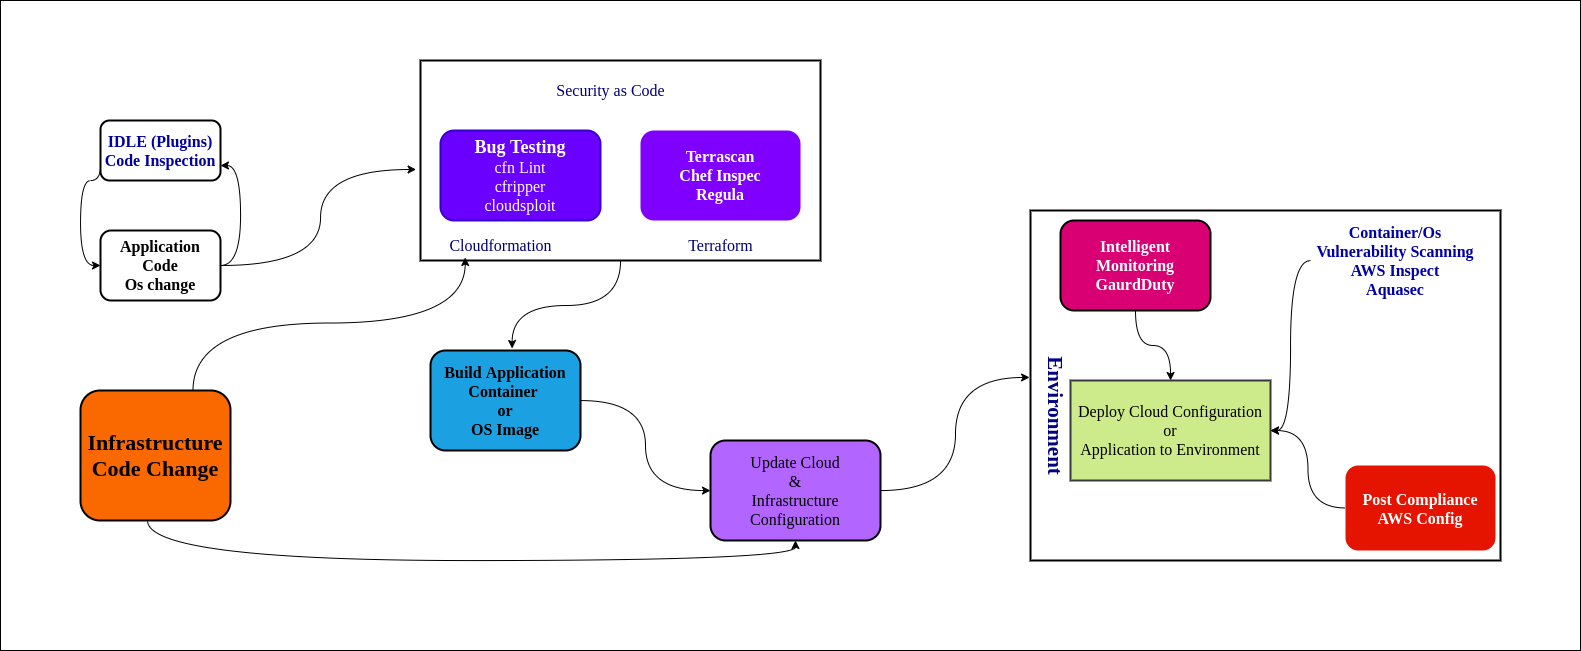 IDLE (Plugins)
Code Inspection
Application
Code
Os change
Infrastructure
Code Change
Security as Code
Bug Testing
cfn Lint
cfripper
cloudsploit
Terrascan
Chef Inspec
Regula
Cloudformation
Terraform
Build Application
Container
or
OS Image
Update Cloud
&
Infrastructure
Configuration
Environment
Intelligent
Monitoring
GaurdDuty
Container/Os
Vulnerability Scanning
AWS Inspect
Aquasec
Deploy Cloud Configuration
or
Application to Environment
Post Compliance
AWS Config